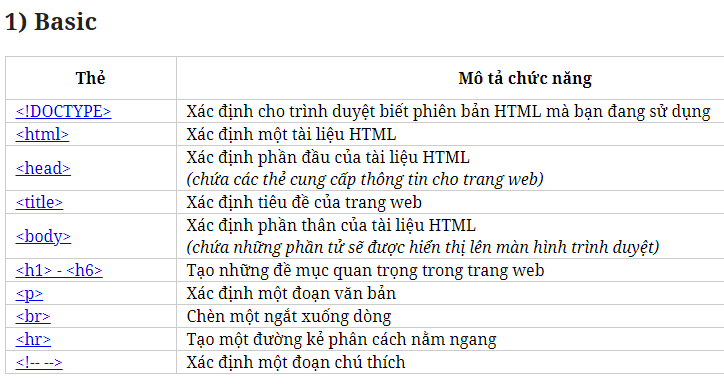 1) Basic
Thẻ Mô tả chức năng
<!DOCTYPE> Xác định cho trình duyệt biết phiên bản HTML mà bạn đang sử dụng
<html> Xác định một tài liệu HTML
<head> Xác định phần đầu của tài liệu HTML
(chứa các thẻ cung cấp thông tin cho trang web)
<title> Xác định tiêu đề của trang web
<body> Xác định phần thân của tài liệu HTML
(chứa những phần tử sẽ được hiển thị lên màn hình trình duyệt)
<h1> - <h6> Tạo những đề mục quan trọng trong trang web
<p> Xác định một đoạn văn bản
<br> Chèn một ngắt xuống dòng
<hr> Tạo một đường kẻ phân cách nằm ngang
<!-- --> Xác định một đoạn chú thích